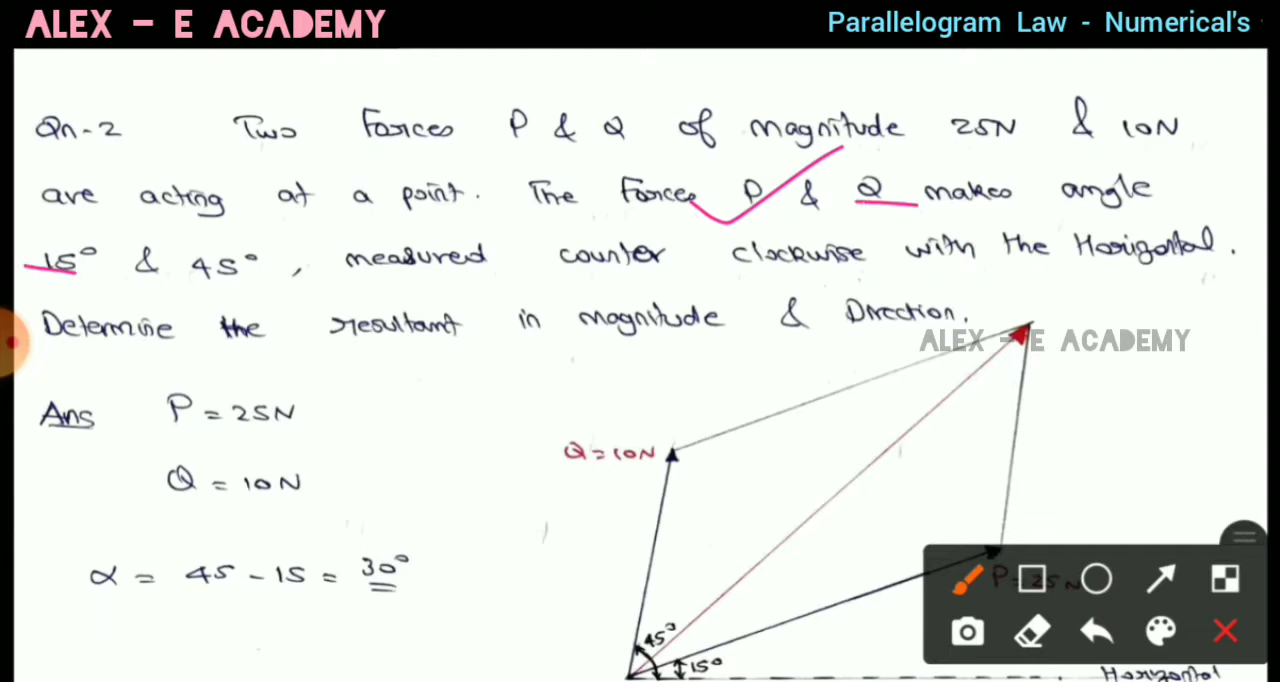 ALEX - E ACADEMY
Parallelogram Law - Numerical's
Qn-2 Two Forces P & Q of magnitude 25N & 10N
are acting at a point. The Forces P & Q makes angle
15° & 45°, measured counter clockwise with the Horizontal.
Determine the resultant in magnitude & Direction.
ALEX - E ACADEMY
Ans P = 25N
Q = 10N
Q = 10N
α = 45 - 15 = 30°
P = 25N
45°
15°
Horizontal